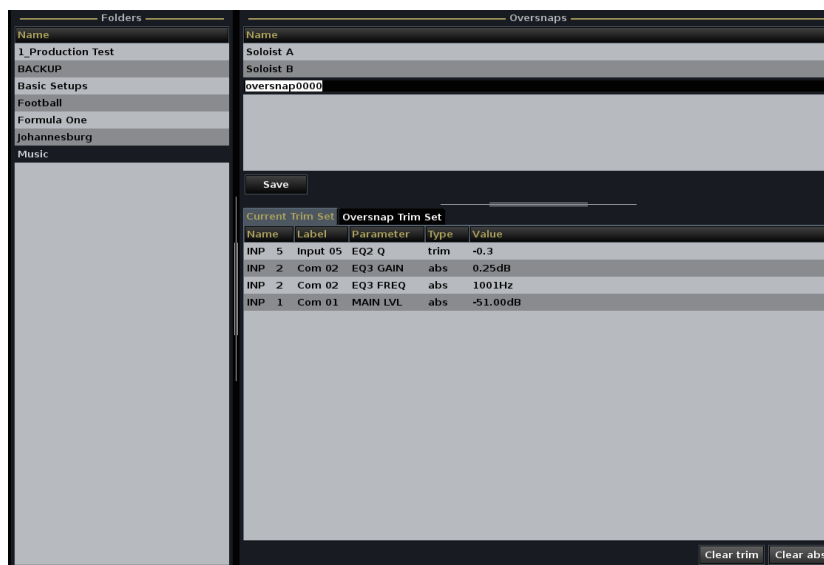 Folders
Name
1_Production Test
BACKUP
Basic Setups
Football
Formula One
Johannesburg
Music
Oversnaps
Name
Soloist A
Soloist B
oversnap0000
Save
Current Trim Set Oversnap Trim Set
Name Label Parameter Type Value
INP 5 Input 05 EQ2 Q trim -0.3
INP 2 Com 02 EQ3 GAIN abs 0.25dB
INP 2 Com 02 EQ3 FREQ abs 1001Hz
INP 1 Com 01 MAIN LVL abs -51.00dB
Clear trim Clear abs